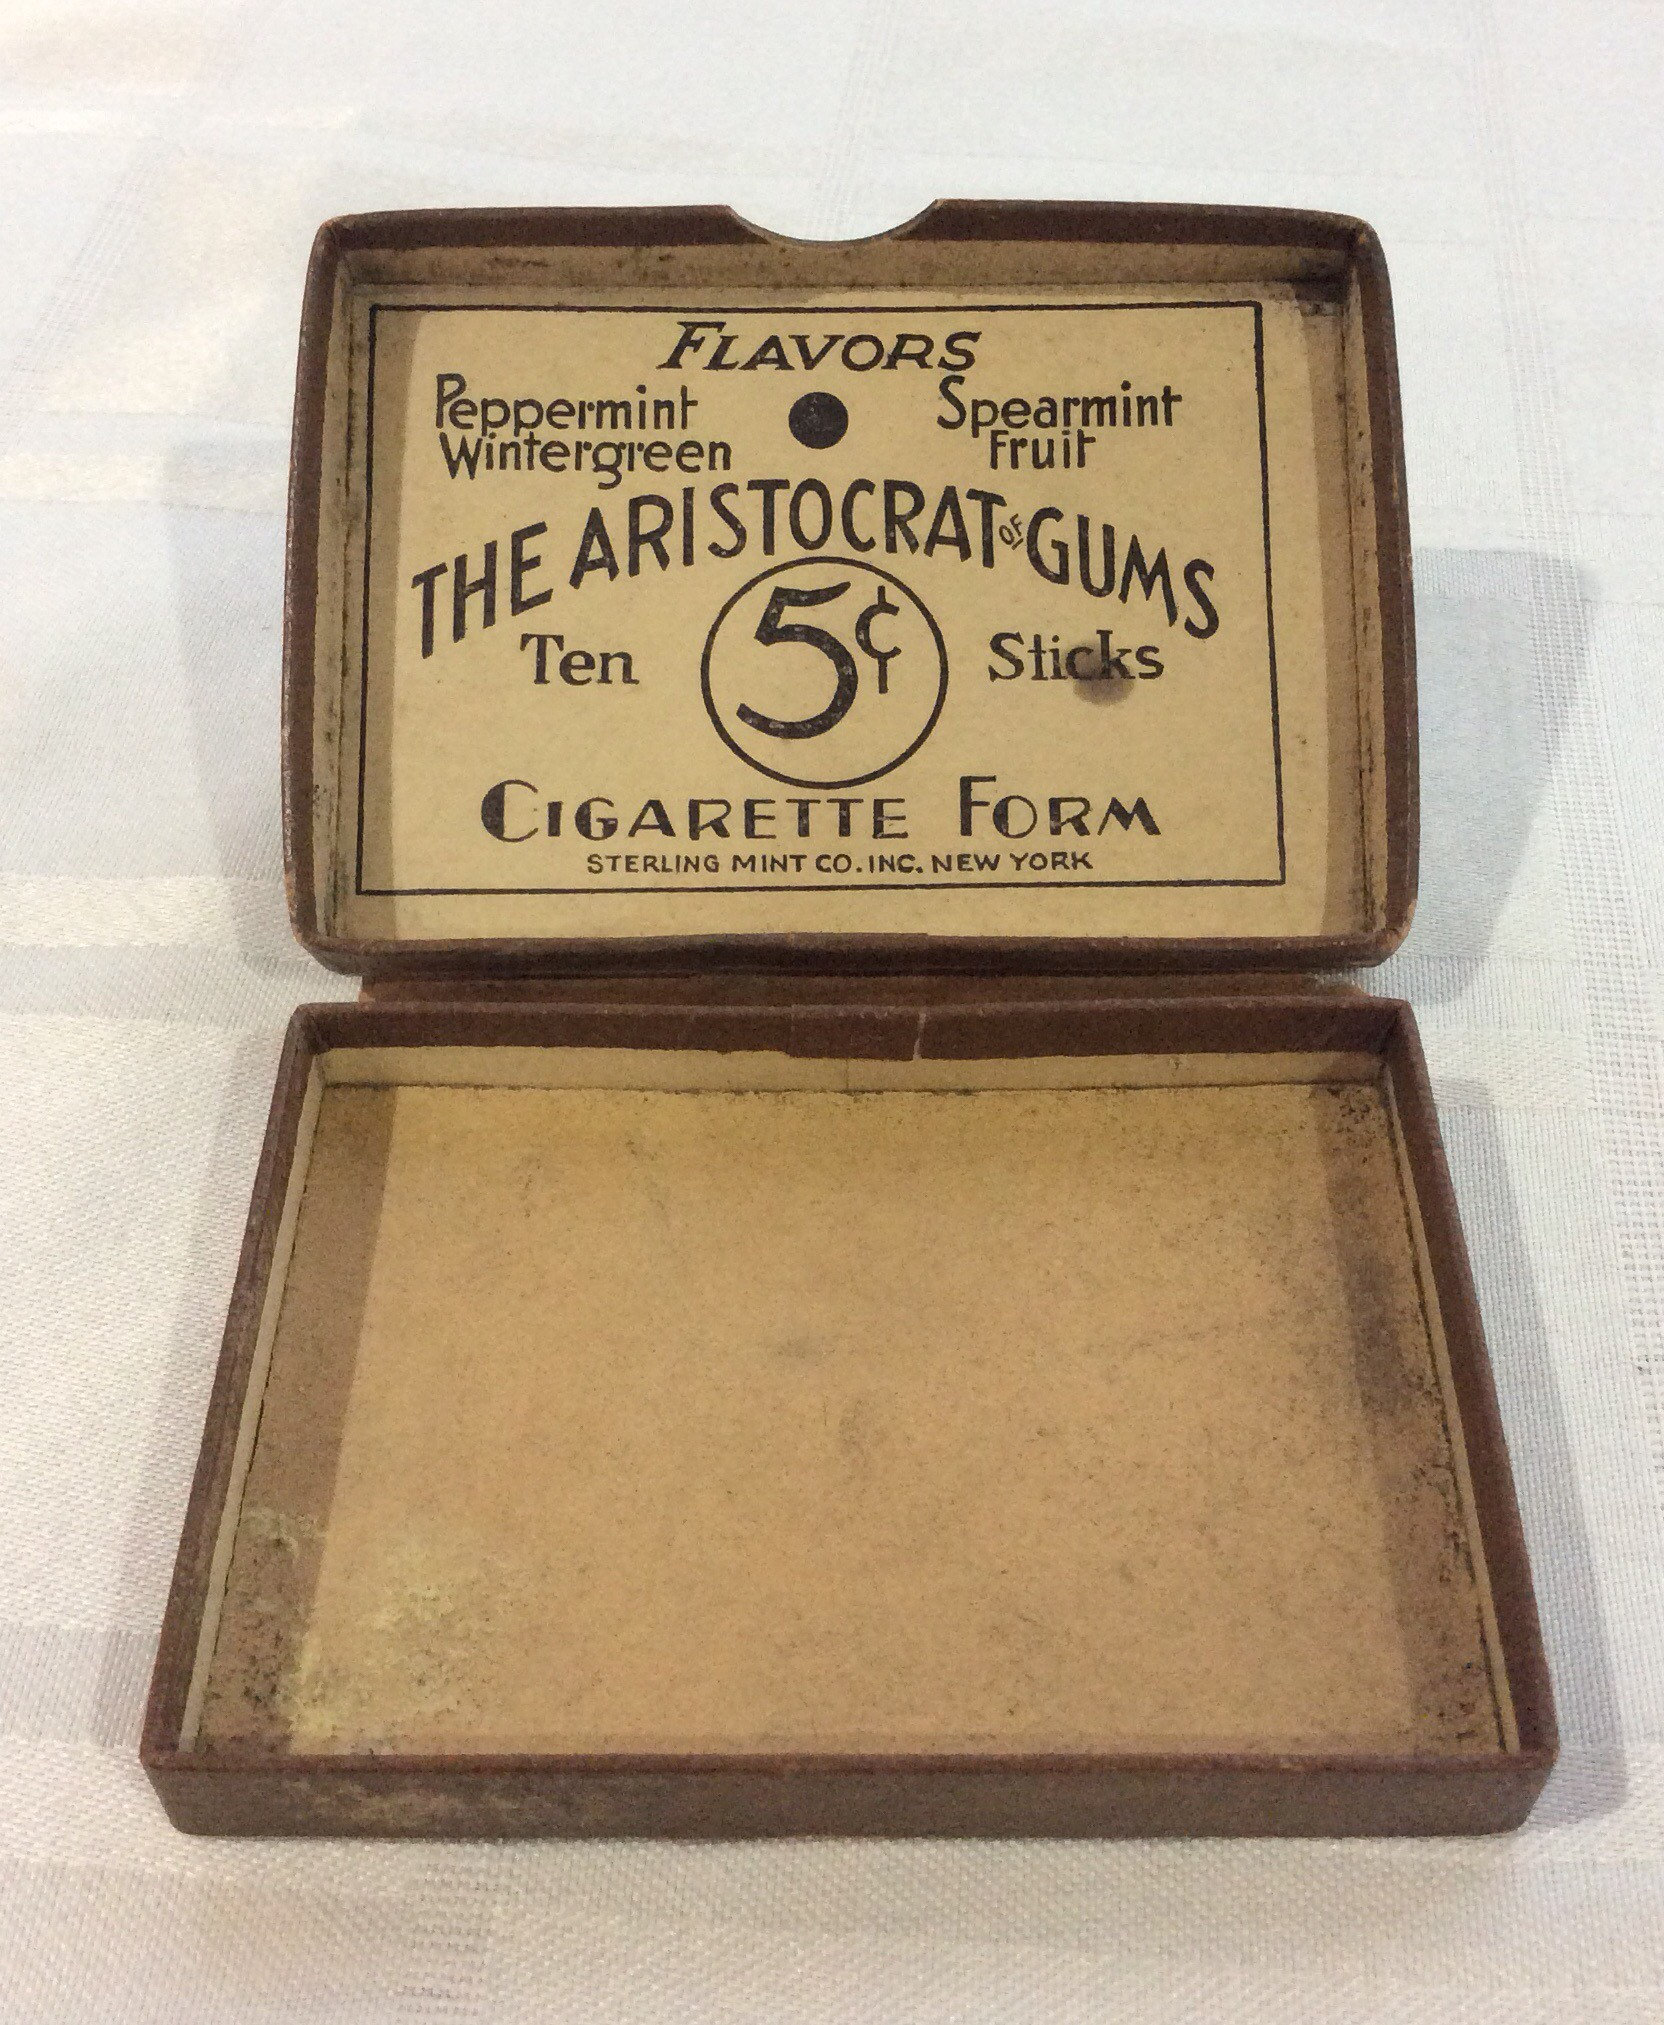 FLAVORS
Peppermint Spearmint
Wintergreen Fruit
THE ARISTOCRAT OF GUMS
Ten 5¢ Sticks
CIGARETTE FORM
STERLING MINT CO. INC. NEW YORK